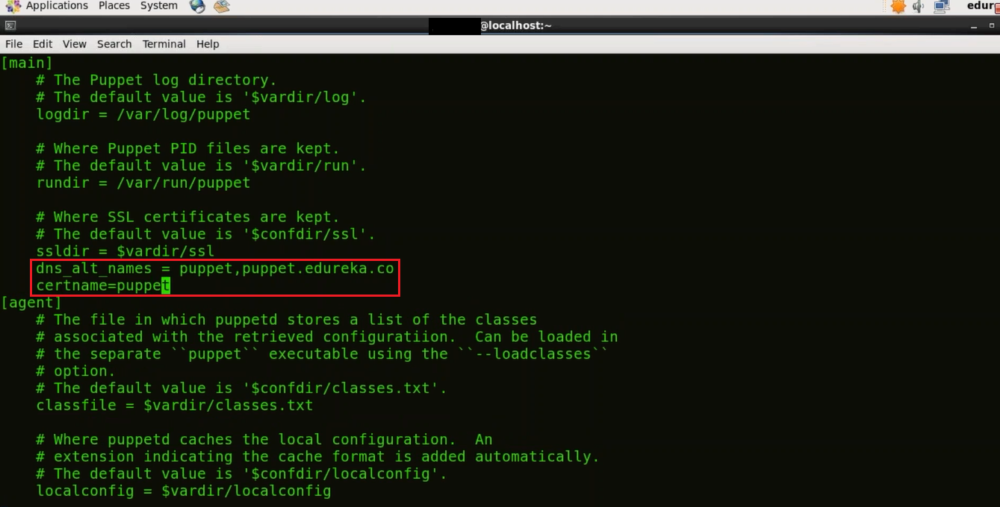 Applications Places System edur
@localhost:~
File Edit View Search Terminal Help
[main]
# The Puppet log directory.
# The default value is '$vardir/log'.
logdir = /var/log/puppet
# Where Puppet PID files are kept.
# The default value is '$vardir/run'.
rundir = /var/run/puppet
# Where SSL certificates are kept.
# The default value is '$confdir/ssl'.
ssldir = $vardir/ssl
dns_alt_names = puppet,puppet.edureka.co
certname=puppet
[agent]
# The file in which puppetd stores a list of the classes
# associated with the retrieved configuratiion.  Can be loaded in
# the separate ``puppet`` executable using the ``--loadclasses``
# option.
# The default value is '$confdir/classes.txt'.
classfile = $vardir/classes.txt
# Where puppetd caches the local configuration.  An
# extension indicating the cache format is added automatically.
# The default value is '$confdir/localconfig'.
localconfig = $vardir/localconfig